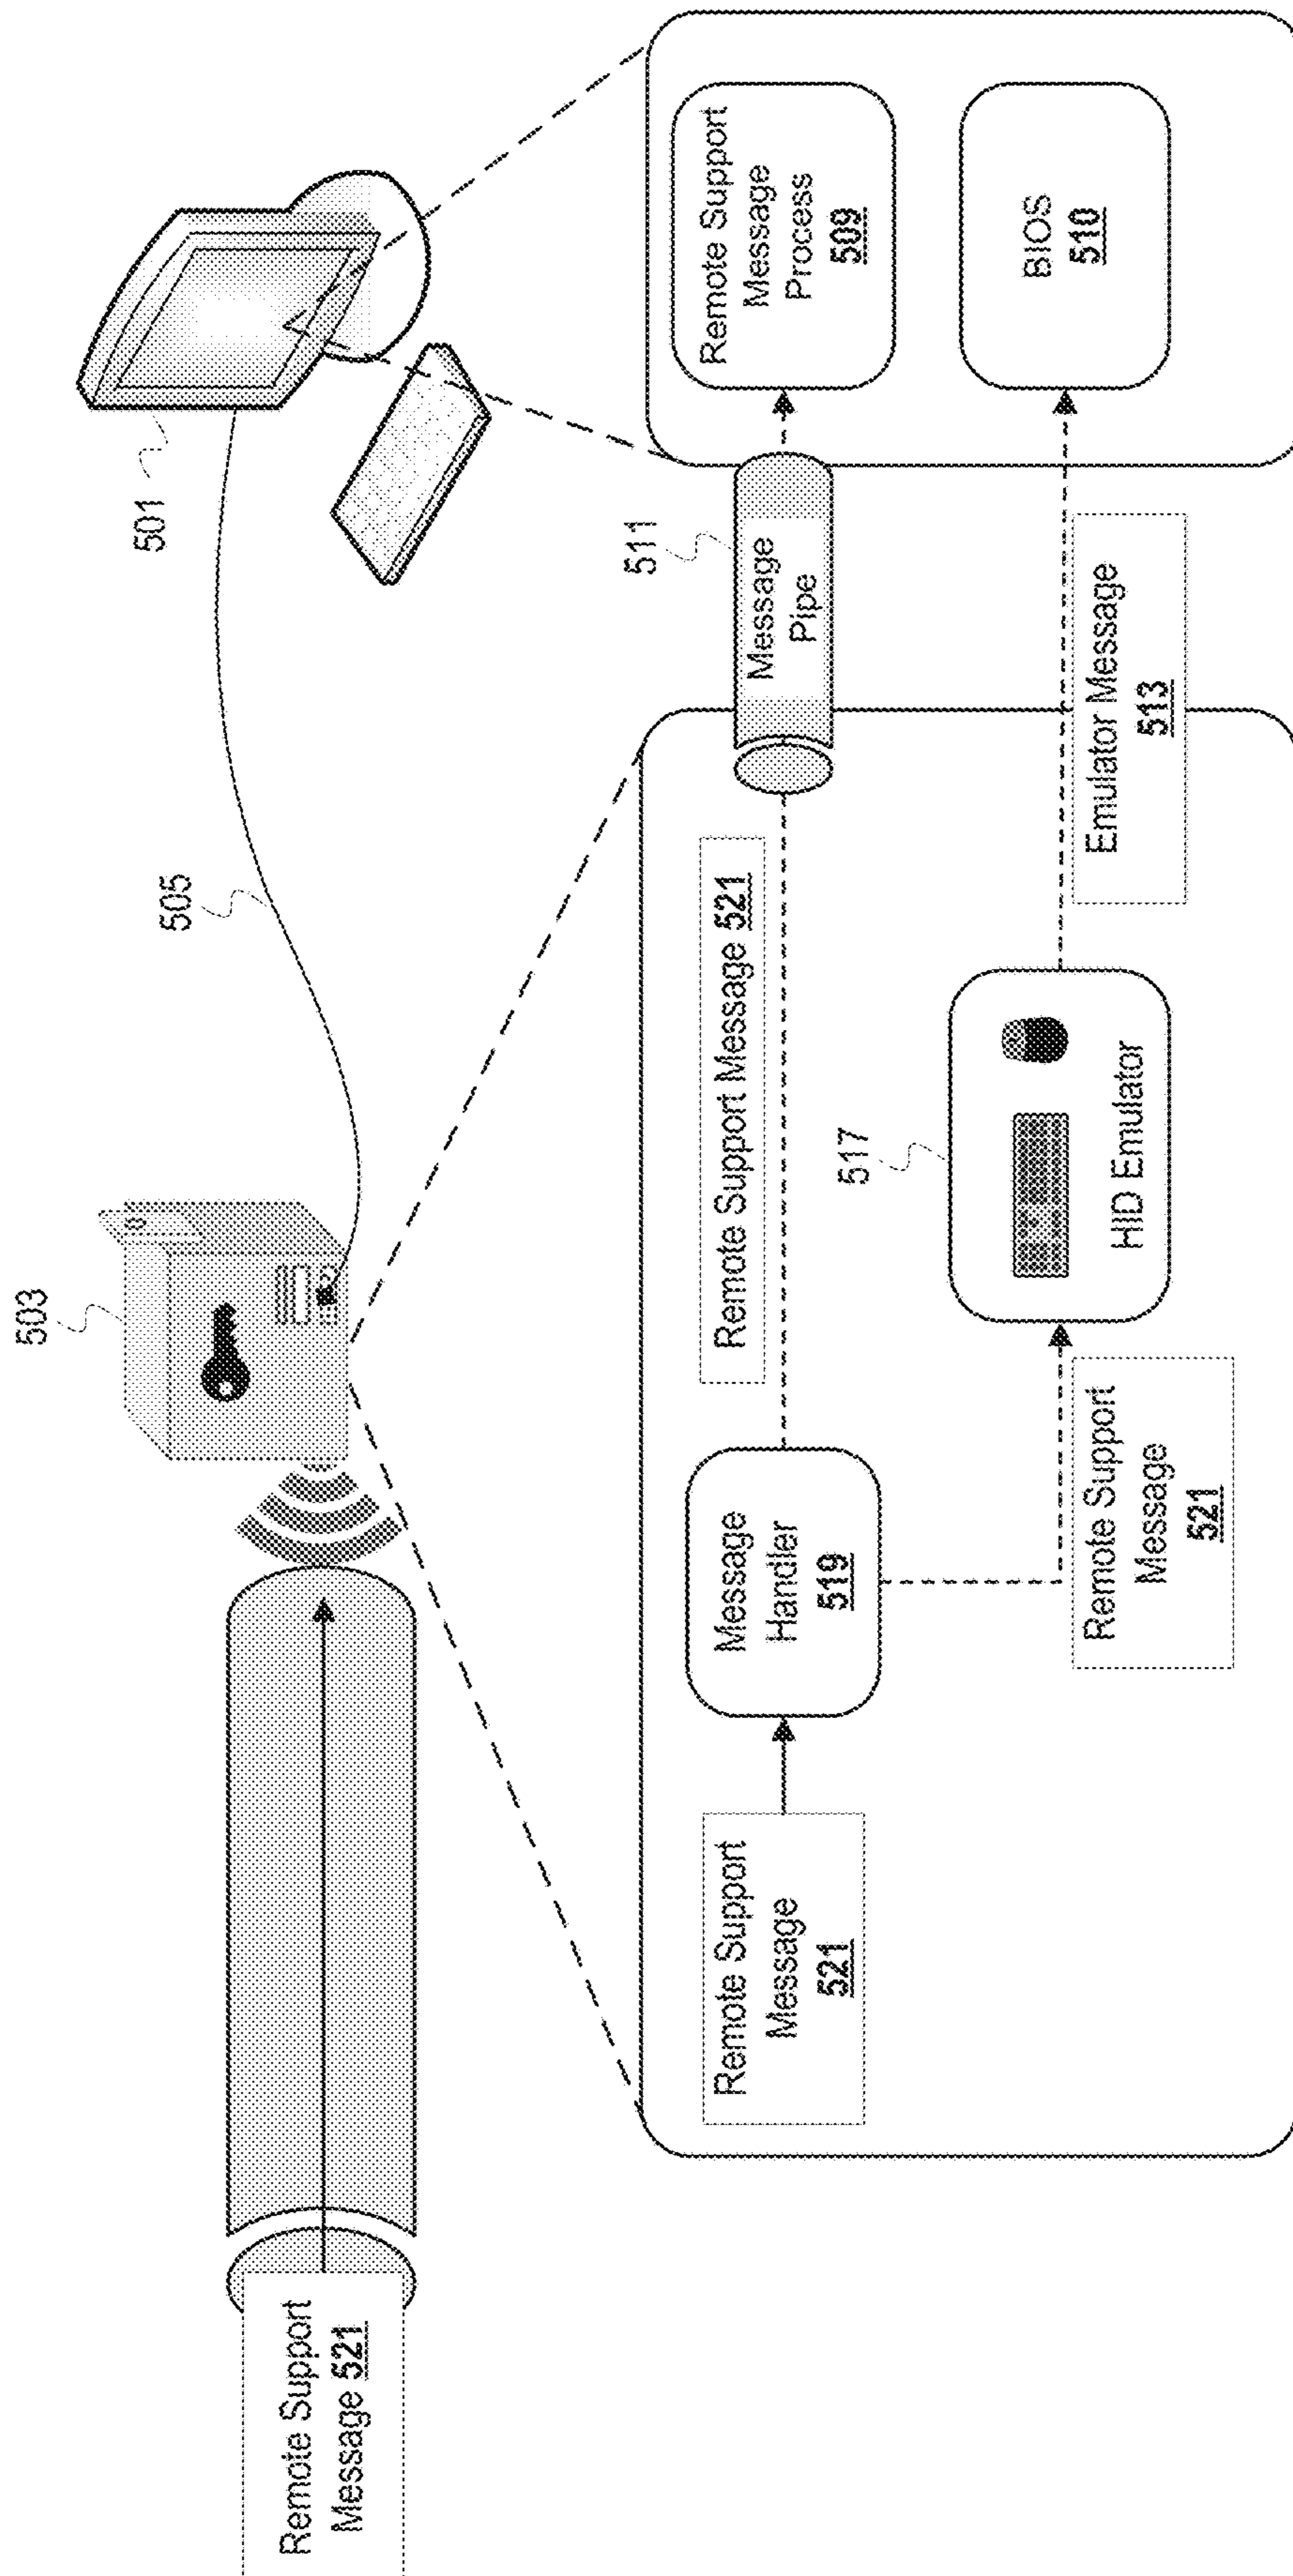 503
505
501
Remote Support
Message 521
511
Message
Pipe
Remote Support
Message
Process
509
Remote Support Message 521
Message
Handler
519
Remote Support
Message
521
517
HID Emulator
BIOS
510
Remote Support
Message
521
Emulator Message
513